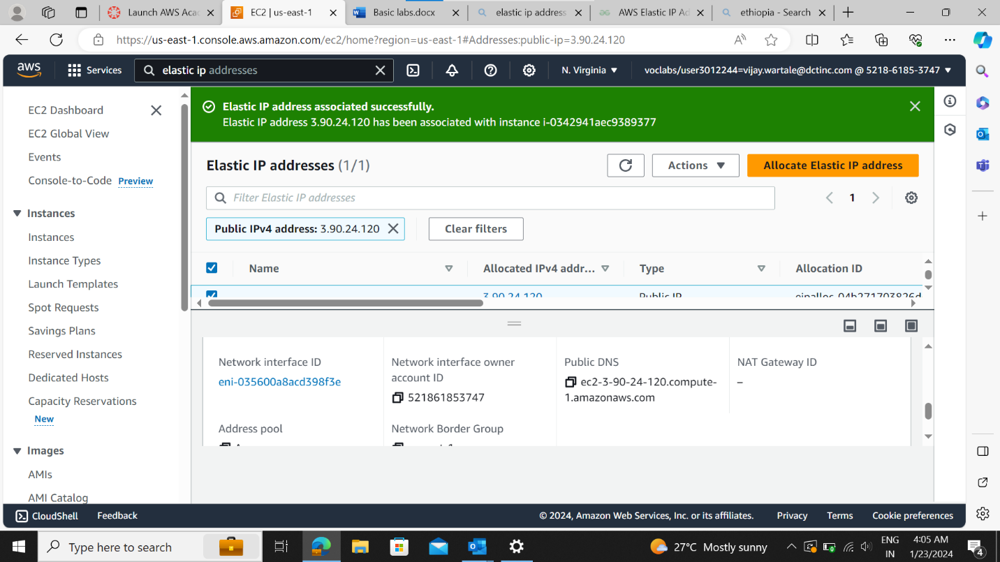 Launch AWS Aca
EC2 | us-east-1
Basic labs.docx
elastic ip address
AWS Elastic IP Ad
ethiopia - Search
https://us-east-1.console.aws.amazon.com/ec2/home?region=us-east-1#Addresses:public-ip=3.90.24.120
aws
Services
elastic ip addresses
N. Virginia
voclabs/user3012244=vijay.wartale@dctinc.com @ 5218-6185-3747
EC2 Dashboard
EC2 Global View
Events
Console-to-Code Preview
Instances
Instances
Instance Types
Launch Templates
Spot Requests
Savings Plans
Reserved Instances
Dedicated Hosts
Capacity Reservations
New
Images
AMIs
AMI Catalog
Elastic IP address associated successfully.
Elastic IP address 3.90.24.120 has been associated with instance i-0342941aec9389377
Elastic IP addresses (1/1)
Actions
Allocate Elastic IP address
Filter Elastic IP addresses
1
Public IPv4 address: 3.90.24.120
Clear filters
Name
Allocated IPv4 addr...
Type
Allocation ID
3.90.24.120
Public IP
eipalloc-04b271703826d
Network interface ID
eni-035600a8acd398f3e
Network interface owner
account ID
521861853747
Public DNS
ec2-3-90-24-120.compute-
1.amazonaws.com
NAT Gateway ID
–
Address pool
Network Border Group
CloudShell
Feedback
© 2024, Amazon Web Services, Inc. or its affiliates.
Privacy
Terms
Cookie preferences
Type here to search
27°C Mostly sunny
ENG
IN
4:05 AM
1/23/2024
4